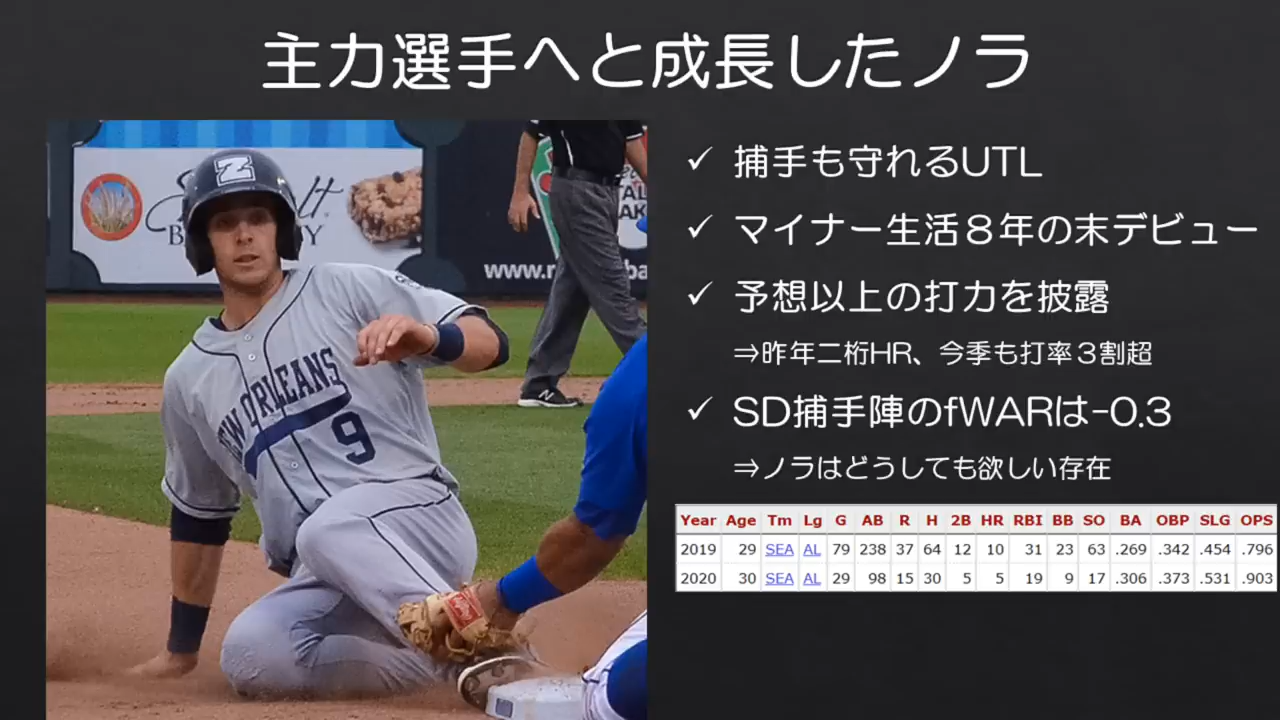 主力選手へと成長したノラ
✓ 捕手も守れるUTL
✓ マイナー生活８年の末デビュー
✓ 予想以上の打力を披露
⇒昨年二桁HR、今季も打率３割超
✓ SD捕手陣のfWARは-0.3
⇒ノラはどうしても欲しい存在
Year Age Tm Lg G AB R H 2B HR RBI BB SO BA OBP SLG OPS
2019 29 SEA AL 79 238 37 64 12 10 31 23 63 .269 .342 .454 .796
2020 30 SEA AL 29 98 15 30 5 5 19 9 17 .306 .373 .531 .903
Z
www.
NEW ORLEANS
9